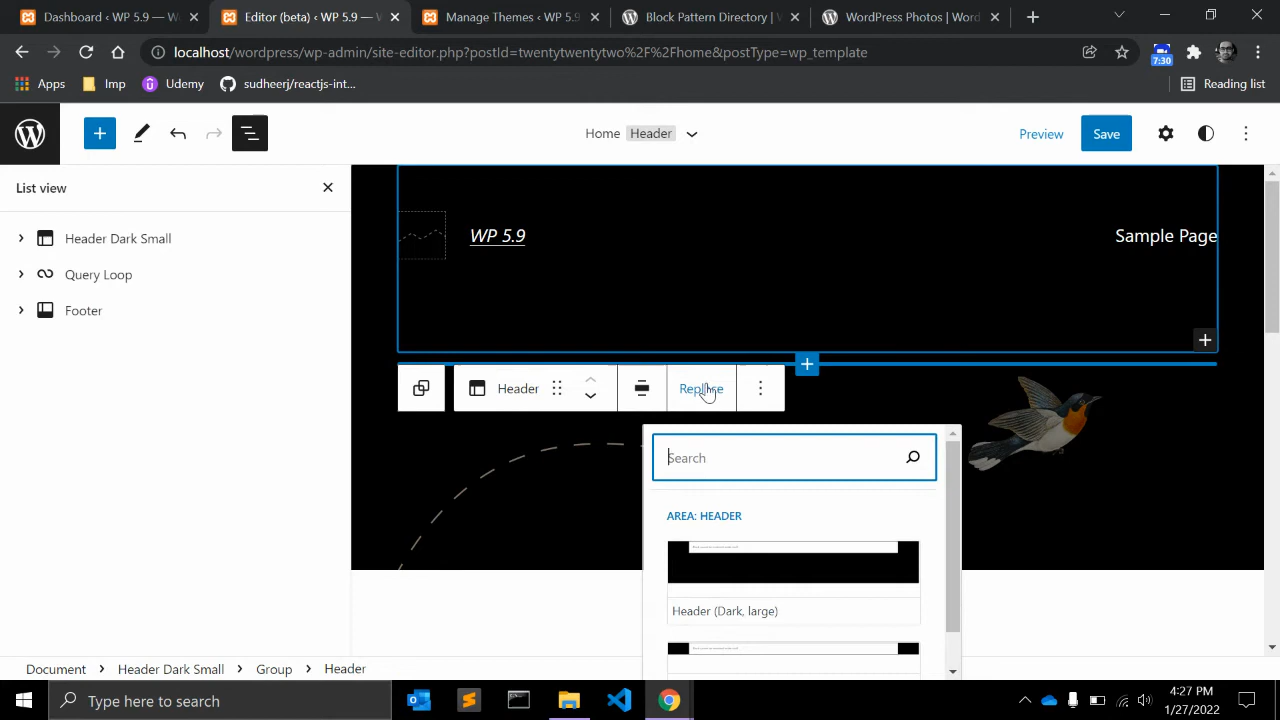 Dashboard ‹ WP 5.9 — W
Editor (beta) ‹ WP 5.9 — W
Manage Themes ‹ WP 5.9
Block Pattern Directory | W
WordPress Photos | Word
localhost/wordpress/wp-admin/site-editor.php?postId=twentytwentytwo%2F%2Fhome&postType=wp_template
7:30
Apps
Imp
Udemy
sudheerj/reactjs-int...
Reading list
Home Header
Preview
Save
List view
Header Dark Small
Query Loop
Footer
WP 5.9
Sample Page
Header
Replace
Search
AREA: HEADER
Header (Dark, large)
Document
Header Dark Small
Group
Header
Type here to search
4:27 PM
1/27/2022